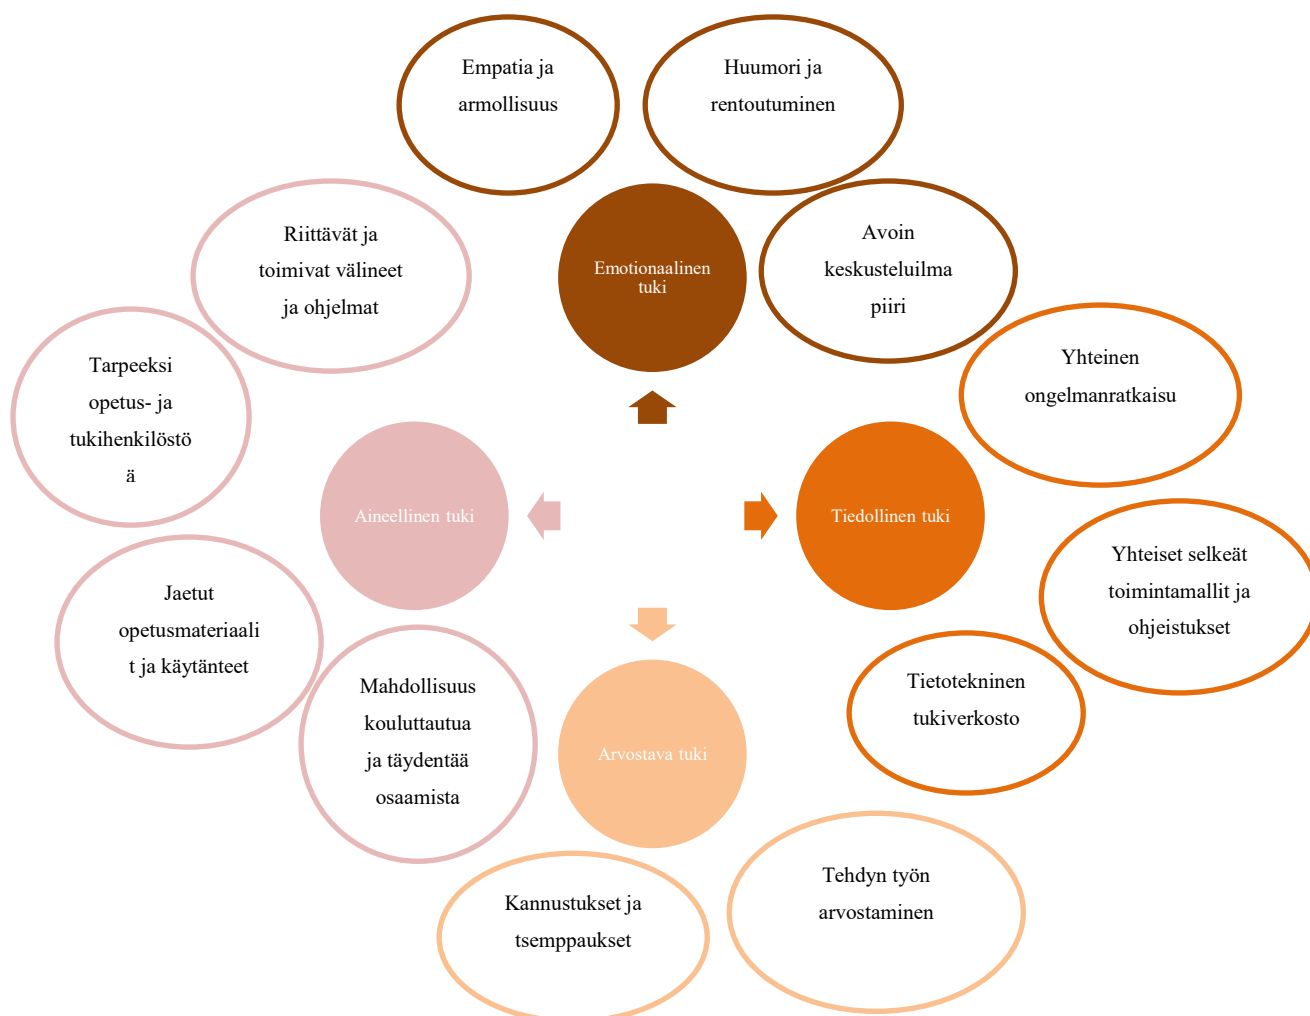 Empatia ja
armollisuus
Huumori ja
rentoutuminen
Riittävät ja
toimivat välineet
ja ohjelmat
Emotionaalinen
tuki
Avoin
keskusteluilma
piiri
Tarpeeksi
opetus- ja
tukihenkilöstö
ä
Yhteinen
ongelmanratkaisu
Aineellinen tuki
Tiedollinen tuki
Yhteiset selkeät
toimintamallit ja
ohjeistukset
Jaetut
opetusmateriaali
t ja käytänteet
Mahdollisuus
kouluttautua
ja täydentää
osaamista
Arvostava tuki
Tietotekninen
tukiverkosto
Kannustukset ja
tsemppaukset
Tehdyn työn
arvostaminen